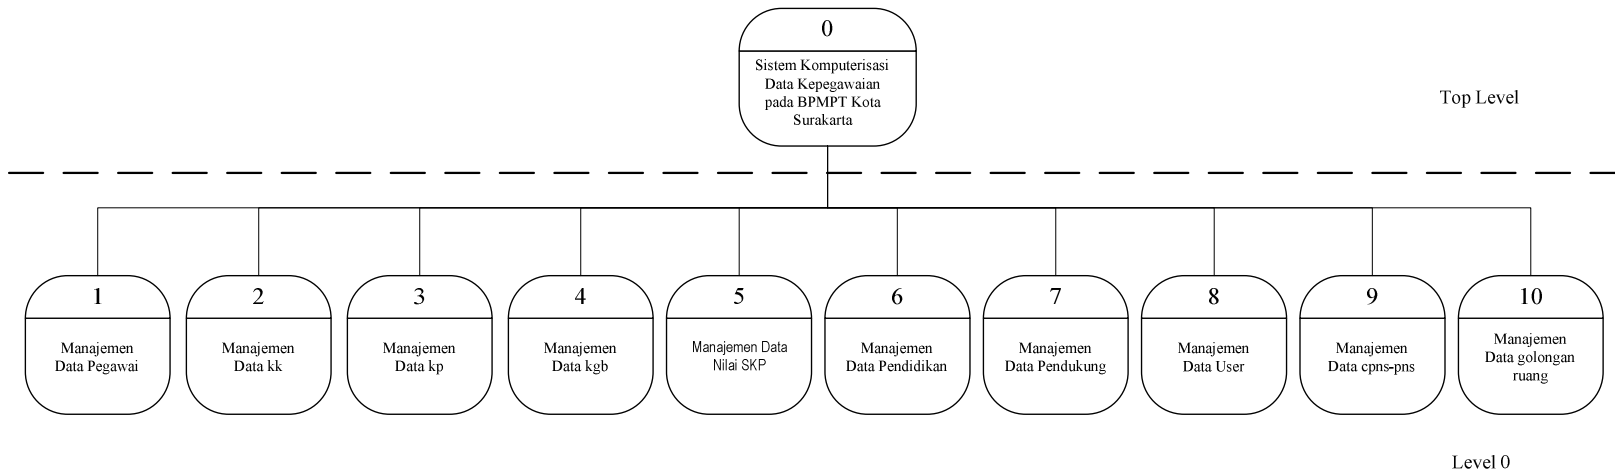 0
Sistem Komputerisasi
Data Kepegawaian
pada BPMPT Kota
Surakarta
Top Level
1
Manajemen
Data Pegawai
2
Manajemen
Data kk
3
Manajemen
Data kp
4
Manajemen
Data kgb
5
Manajemen Data
Nilai SKP
6
Manajemen
Data Pendidikan
7
Manajemen
Data Pendukung
8
Manajemen
Data User
9
Manajemen
Data cpns-pns
10
Manajemen
Data golongan
ruang
Level 0